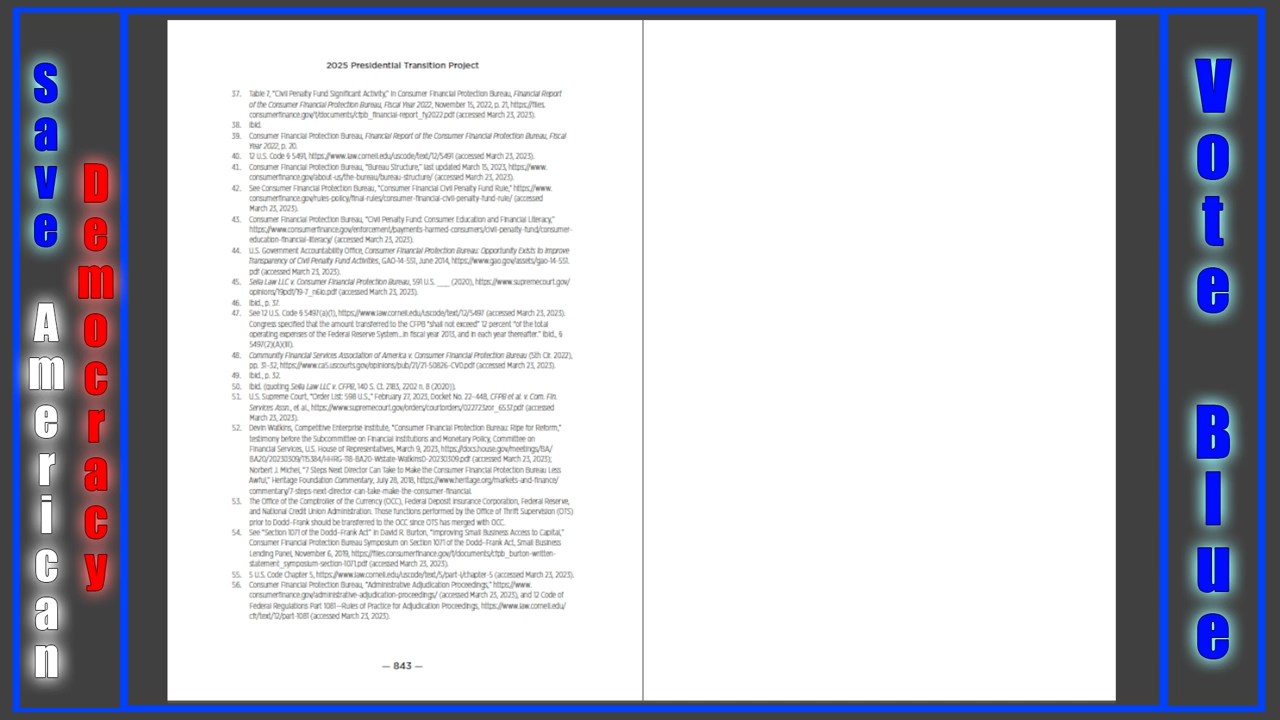 Save American
Democracy
2025 Presidential Transition Project
37. Table 7, “Civil Penalty Fund Significant Activity,” in Consumer Financial Protection Bureau, Financial Report
of the Consumer Financial Protection Bureau, Fiscal Year 2022, November 15, 2022, p. 21, https://files.
consumerfinance.gov/f/documents/cfpb_financial-report_fy2022.pdf (accessed March 23, 2023).
38. Ibid.
39. Consumer Financial Protection Bureau, Financial Report of the Consumer Financial Protection Bureau, Fiscal
Year 2022, p. 20.
40. 12 U.S. Code § 5491, https://www.law.cornell.edu/uscode/text/12/5491 (accessed March 23, 2023).
41. Consumer Financial Protection Bureau, “Bureau Structure,” last updated March 15, 2023, https://www.
consumerfinance.gov/about-us/the-bureau/bureau-structure/ (accessed March 23, 2023).
42. See Consumer Financial Protection Bureau, “Consumer Financial Civil Penalty Fund Rule,” https://www.
consumerfinance.gov/rules-policy/final-rules/consumer-financial-civil-penalty-fund-rule/ (accessed
March 23, 2023).
43. Consumer Financial Protection Bureau, “Civil Penalty Fund: Consumer Education and Financial Literacy,”
https://www.consumerfinance.gov/enforcement/payments-harmed-consumers/civil-penalty-fund/consumer-
education-financial-literacy/ (accessed March 23, 2023).
44. U.S. Government Accountability Office, Consumer Financial Protection Bureau: Opportunity Exists to Improve
Transparency of Civil Penalty Fund Activities, GAO-14-551, June 2014, https://www.gao.gov/assets/gao-14-551.
pdf (accessed March 23, 2023).
45. Seila Law LLC v. Consumer Financial Protection Bureau, 591 U.S. ___ (2020), https://www.supremecourt.gov/
opinions/19pdf/19-7_n6io.pdf (accessed March 23, 2023).
46. Ibid., p. 37.
47. See 12 U.S. Code § 5497(a)(1), https://www.law.cornell.edu/uscode/text/12/5497 (accessed March 23, 2023).
Congress specified that the amount transferred to the CFPB “shall not exceed” 12 percent “of the total
operating expenses of the Federal Reserve System…in fiscal year 2013, and in each year thereafter.” Ibid., §
5497(2)(A)(iii).
48. Community Financial Services Association of America v. Consumer Financial Protection Bureau (5th Cir. 2022),
pp. 31–32, https://www.ca5.uscourts.gov/opinions/pub/21/21-50826-CV0.pdf (accessed March 23, 2023).
49. Ibid., p. 32.
50. Ibid. (quoting Seila Law LLC v. CFPB, 140 S. Ct. 2183, 2202 n. 8 (2020)).
51. U.S. Supreme Court, “Order List: 598 U.S.,” February 27, 2023, Docket No. 22–448, CFPB et al. v. Com. Fin.
Services Assn., et al., https://www.supremecourt.gov/orders/courtorders/022723zor_6537.pdf (accessed
March 23, 2023).
52. Devin Watkins, Competitive Enterprise Institute, “Consumer Financial Protection Bureau: Ripe for Reform,”
testimony before the Subcommittee on Financial Institutions and Monetary Policy, Committee on
Financial Services, U.S. House of Representatives, March 9, 2023, https://docs.house.gov/meetings/BA/
BA20/20230309/115384/HHRG-118-BA20-Wstate-WatkinsD-20230309.pdf (accessed March 23, 2023);
Norbert J. Michel, “7 Steps Next Director Can Take to Make the Consumer Financial Protection Bureau Less
Awful,” Heritage Foundation Commentary, July 28, 2018, https://www.heritage.org/markets-and-finance/
commentary/7-steps-next-director-can-take-make-the-consumer-financial.
53. The Office of the Comptroller of the Currency (OCC), Federal Deposit Insurance Corporation, Federal Reserve,
and National Credit Union Administration. Those functions performed by the Office of Thrift Supervision (OTS)
prior to Dodd–Frank should be transferred to the OCC since OTS has merged with OCC.
54. See “Section 1071 of the Dodd–Frank Act” in David R. Burton, “Improving Small Business Access to Capital,”
Consumer Financial Protection Bureau Symposium on Section 1071 of the Dodd–Frank Act, Small Business
Lending Panel, November 6, 2019, https://files.consumerfinance.gov/f/documents/cfpb_burton-written-
statement_symposium-section-1071.pdf (accessed March 23, 2023).
55. 5 U.S. Code Chapter 5, https://www.law.cornell.edu/uscode/text/5/part-I/chapter-5 (accessed March 23, 2023).
56. Consumer Financial Protection Bureau, “Administrative Adjudication Proceedings,” https://www.
consumerfinance.gov/administrative-adjudication-proceedings/ (accessed March 23, 2023), and 12 Code of
Federal Regulations Part 1081—Rules of Practice for Adjudication Proceedings, https://www.law.cornell.edu/
cfr/text/12/part-1081 (accessed March 23, 2023).
— 843 —
Vote Blue